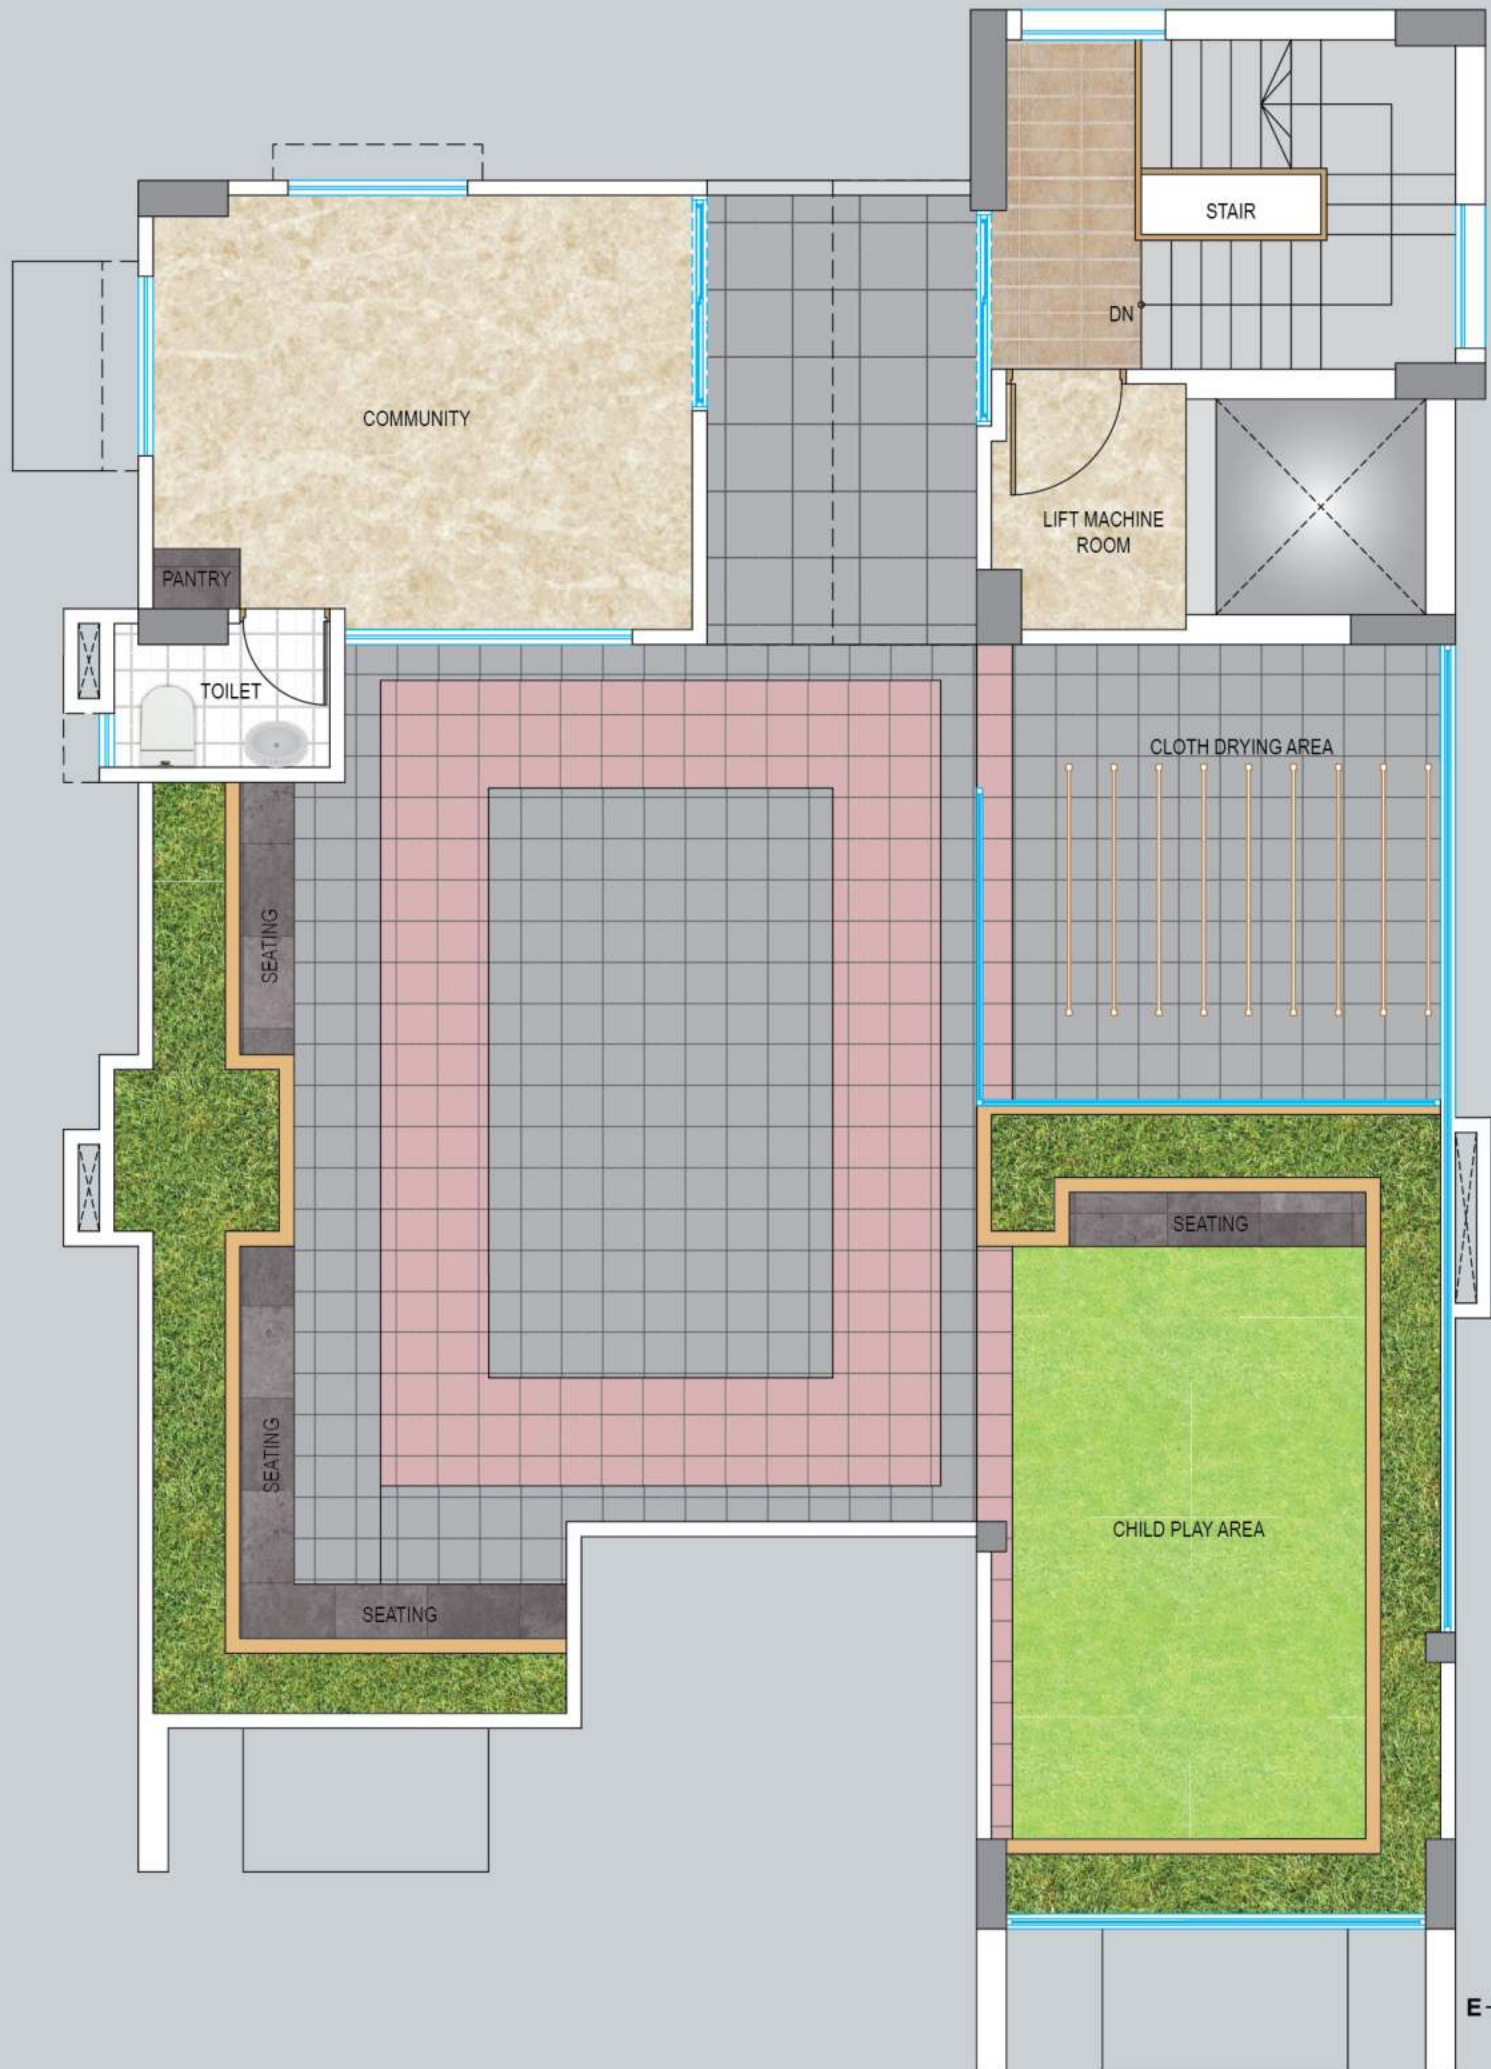 STAIR
DN
COMMUNITY
LIFT MACHINE
ROOM
PANTRY
TOILET
CLOTH DRYING AREA
SEATING
SEATING
SEATING
CHILD PLAY AREA
SEATING
E